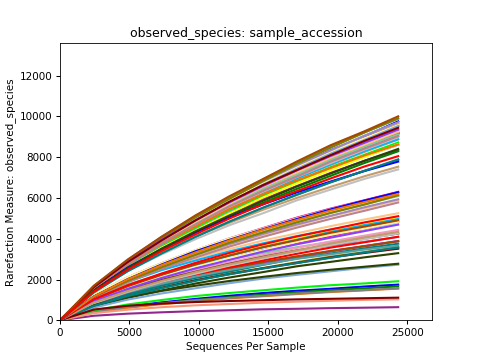 observed_species: sample_accession
Rarefaction Measure: observed_species
12000
10000
8000
6000
4000
2000
0
0 5000 10000 15000 20000 25000
Sequences Per Sample